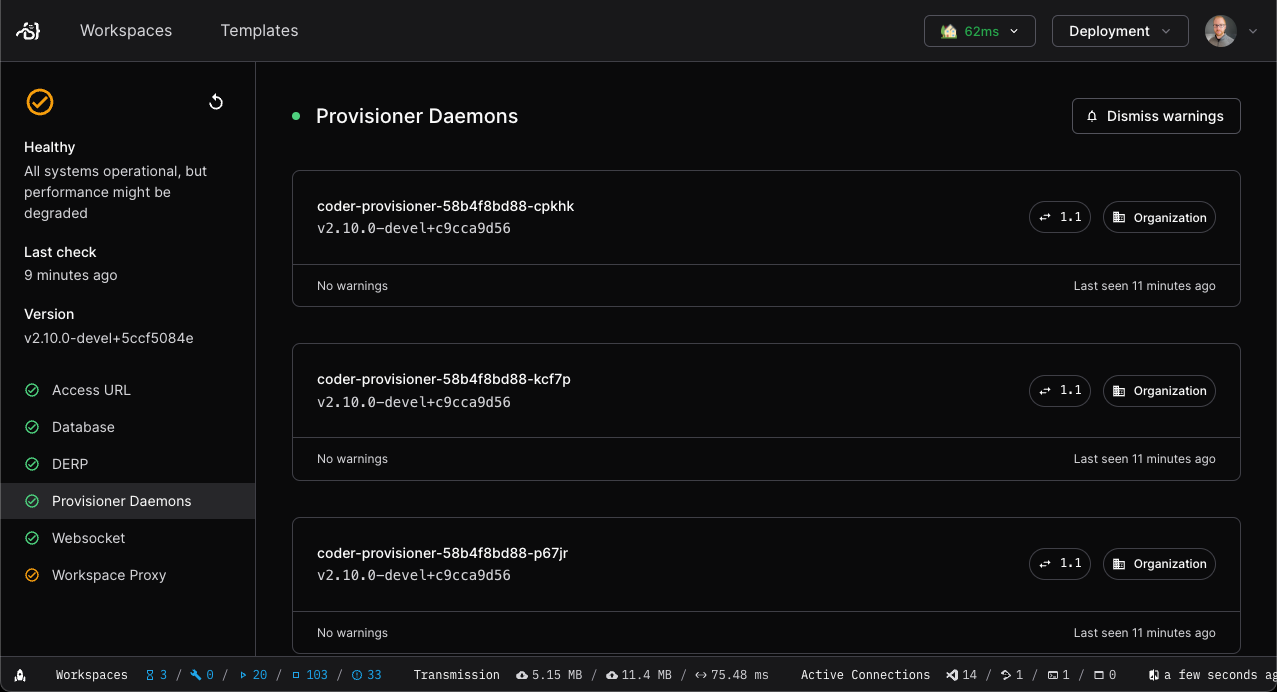 Workspaces
Templates
62ms
Deployment
Healthy
All systems operational, but
performance might be
degraded
Last check
9 minutes ago
Version
v2.10.0-devel+5ccf5084e
Access URL
Database
DERP
Provisioner Daemons
Websocket
Workspace Proxy
Provisioner Daemons
Dismiss warnings
coder-provisioner-58b4f8bd88-cpkhk
v2.10.0-devel+c9cca9d56
1.1
Organization
No warnings
Last seen 11 minutes ago
coder-provisioner-58b4f8bd88-kcf7p
v2.10.0-devel+c9cca9d56
1.1
Organization
No warnings
Last seen 11 minutes ago
coder-provisioner-58b4f8bd88-p67jr
v2.10.0-devel+c9cca9d56
1.1
Organization
No warnings
Last seen 11 minutes ago
Workspaces 3 / 0 / 20 / 103 / 33 Transmission 5.15 MB / 11.4 MB / 75.48 ms Active Connections 14 / 1 / 1 / 0 a few seconds ag